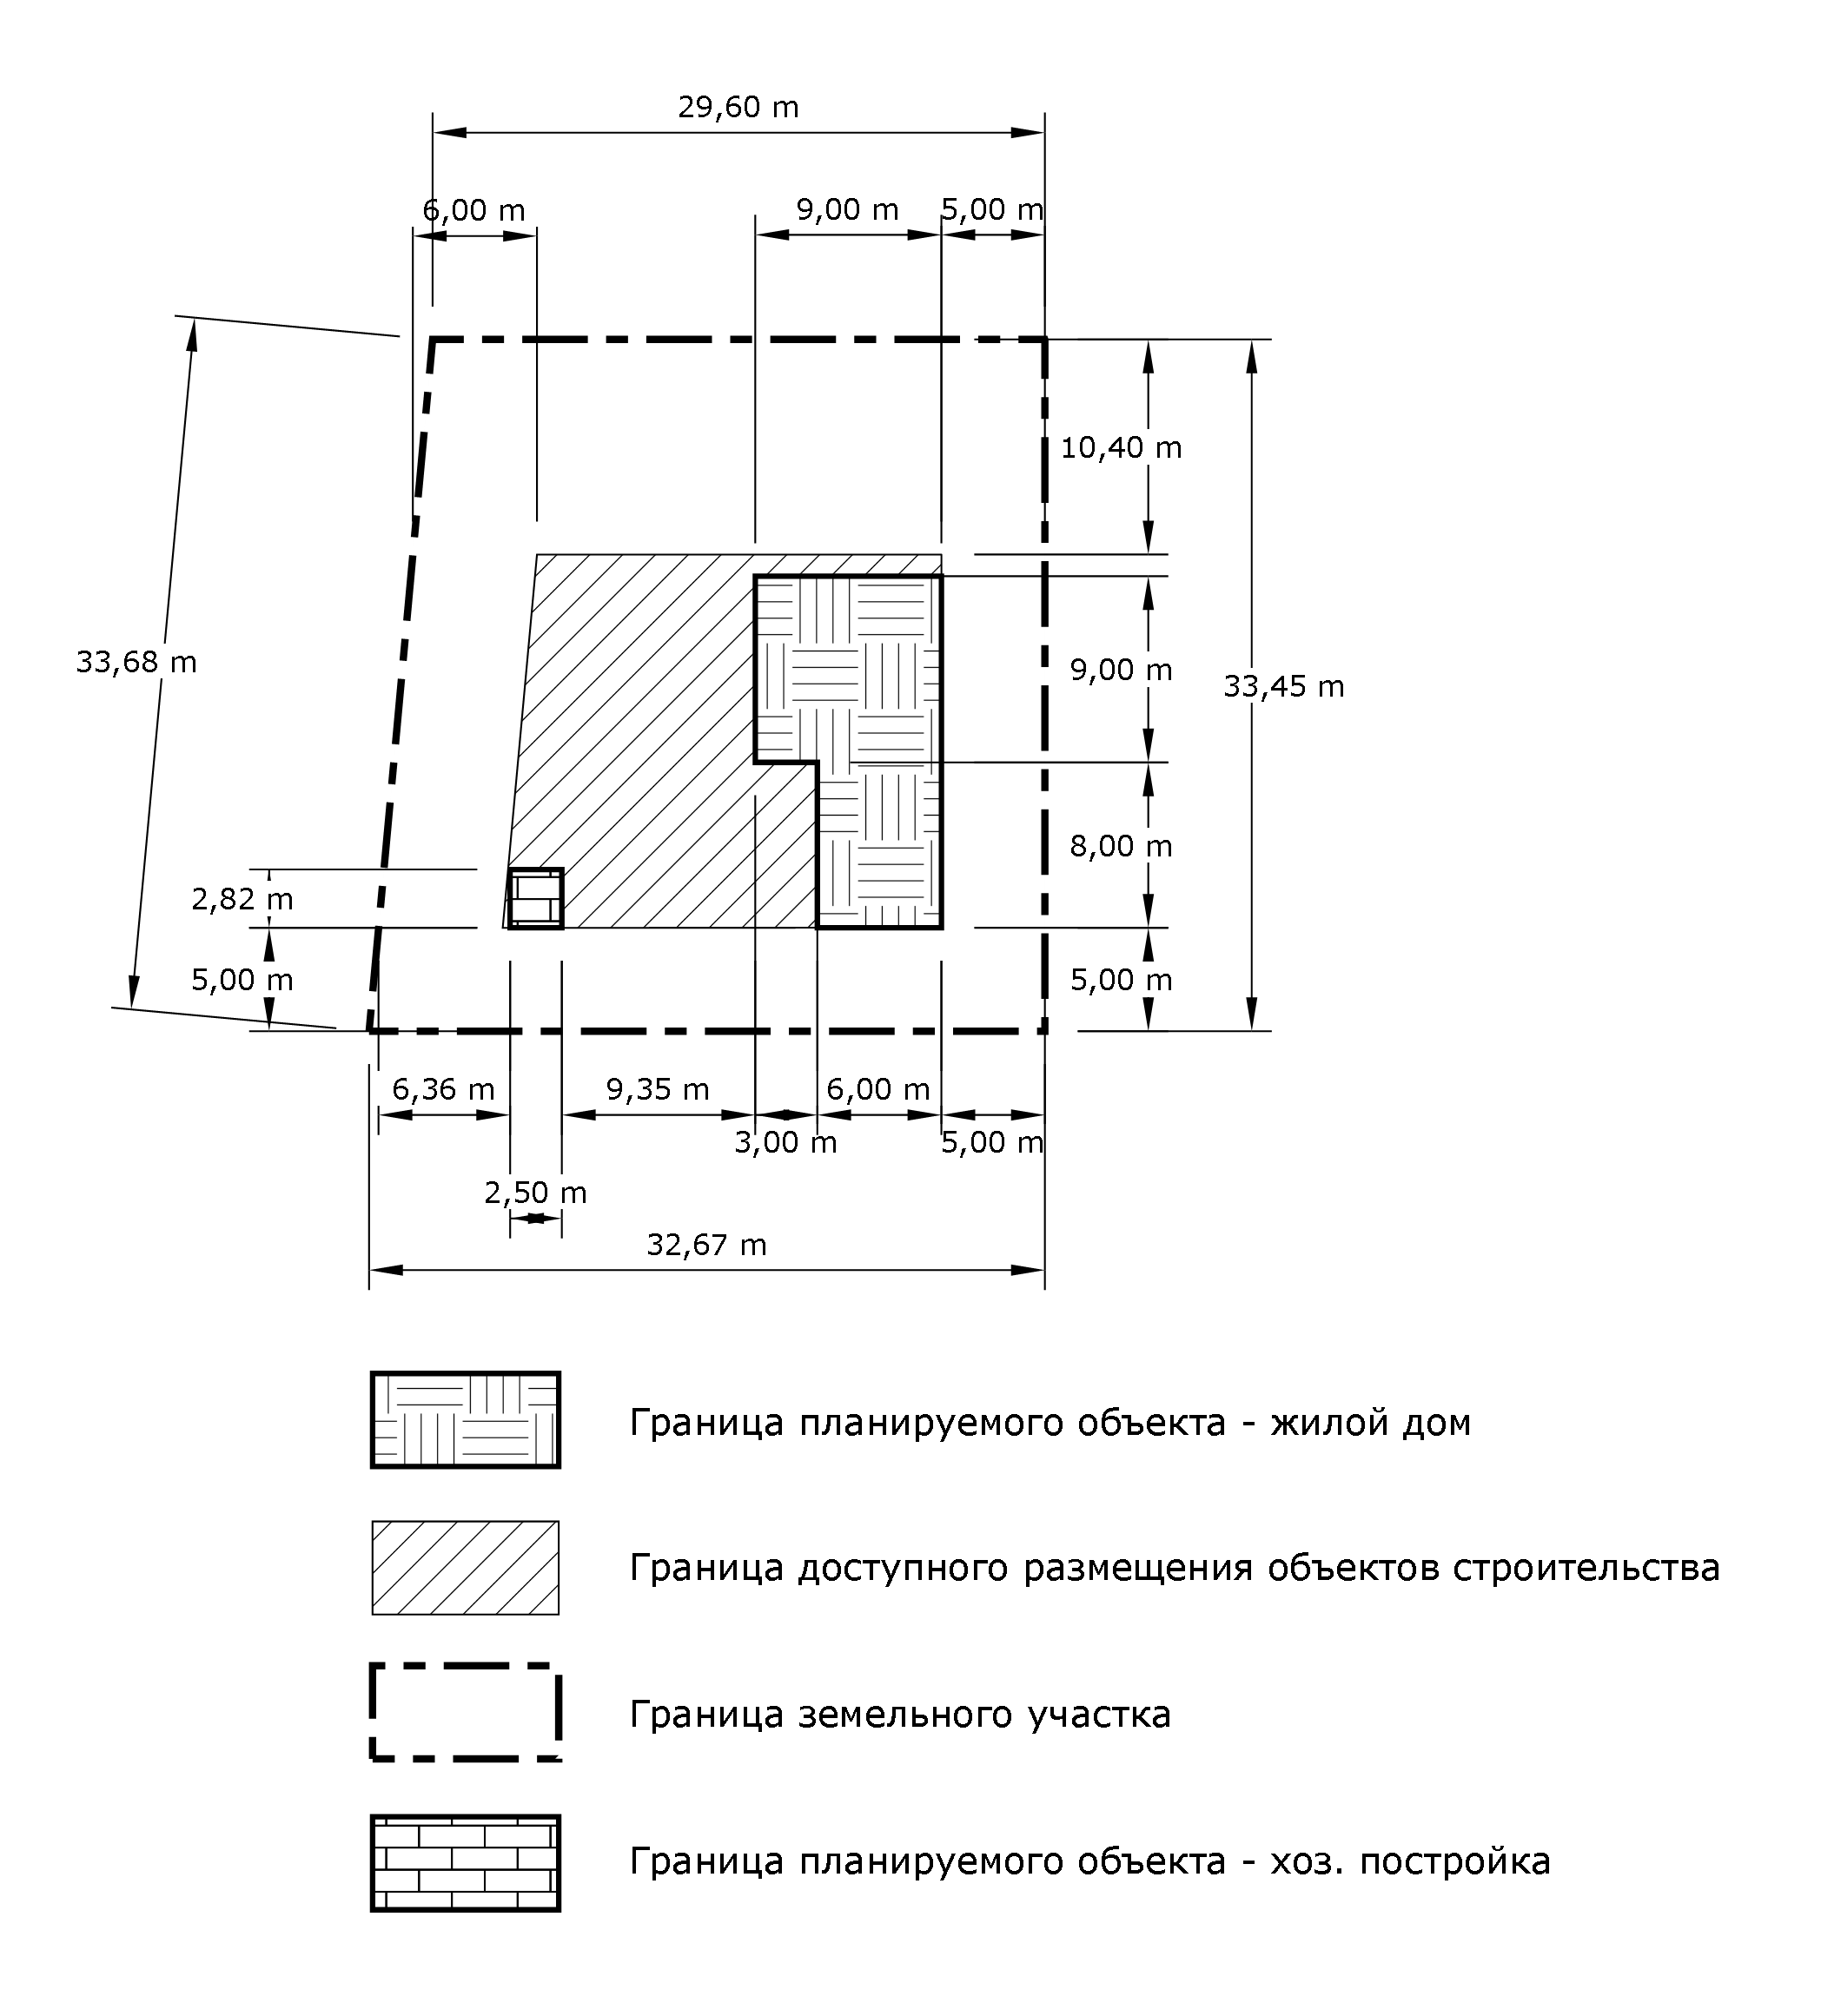 29,60 m
6,00 m
9,00 m
5,00 m
10,40 m
33,68 m
9,00 m
33,45 m
8,00 m
2,82 m
5,00 m
5,00 m
6,36 m
9,35 m
6,00 m
3,00 m
5,00 m
2,50 m
32,67 m
Граница планируемого объекта - жилой дом
Граница доступного размещения объектов строительства
Граница земельного участка
Граница планируемого объекта - хоз. постройка